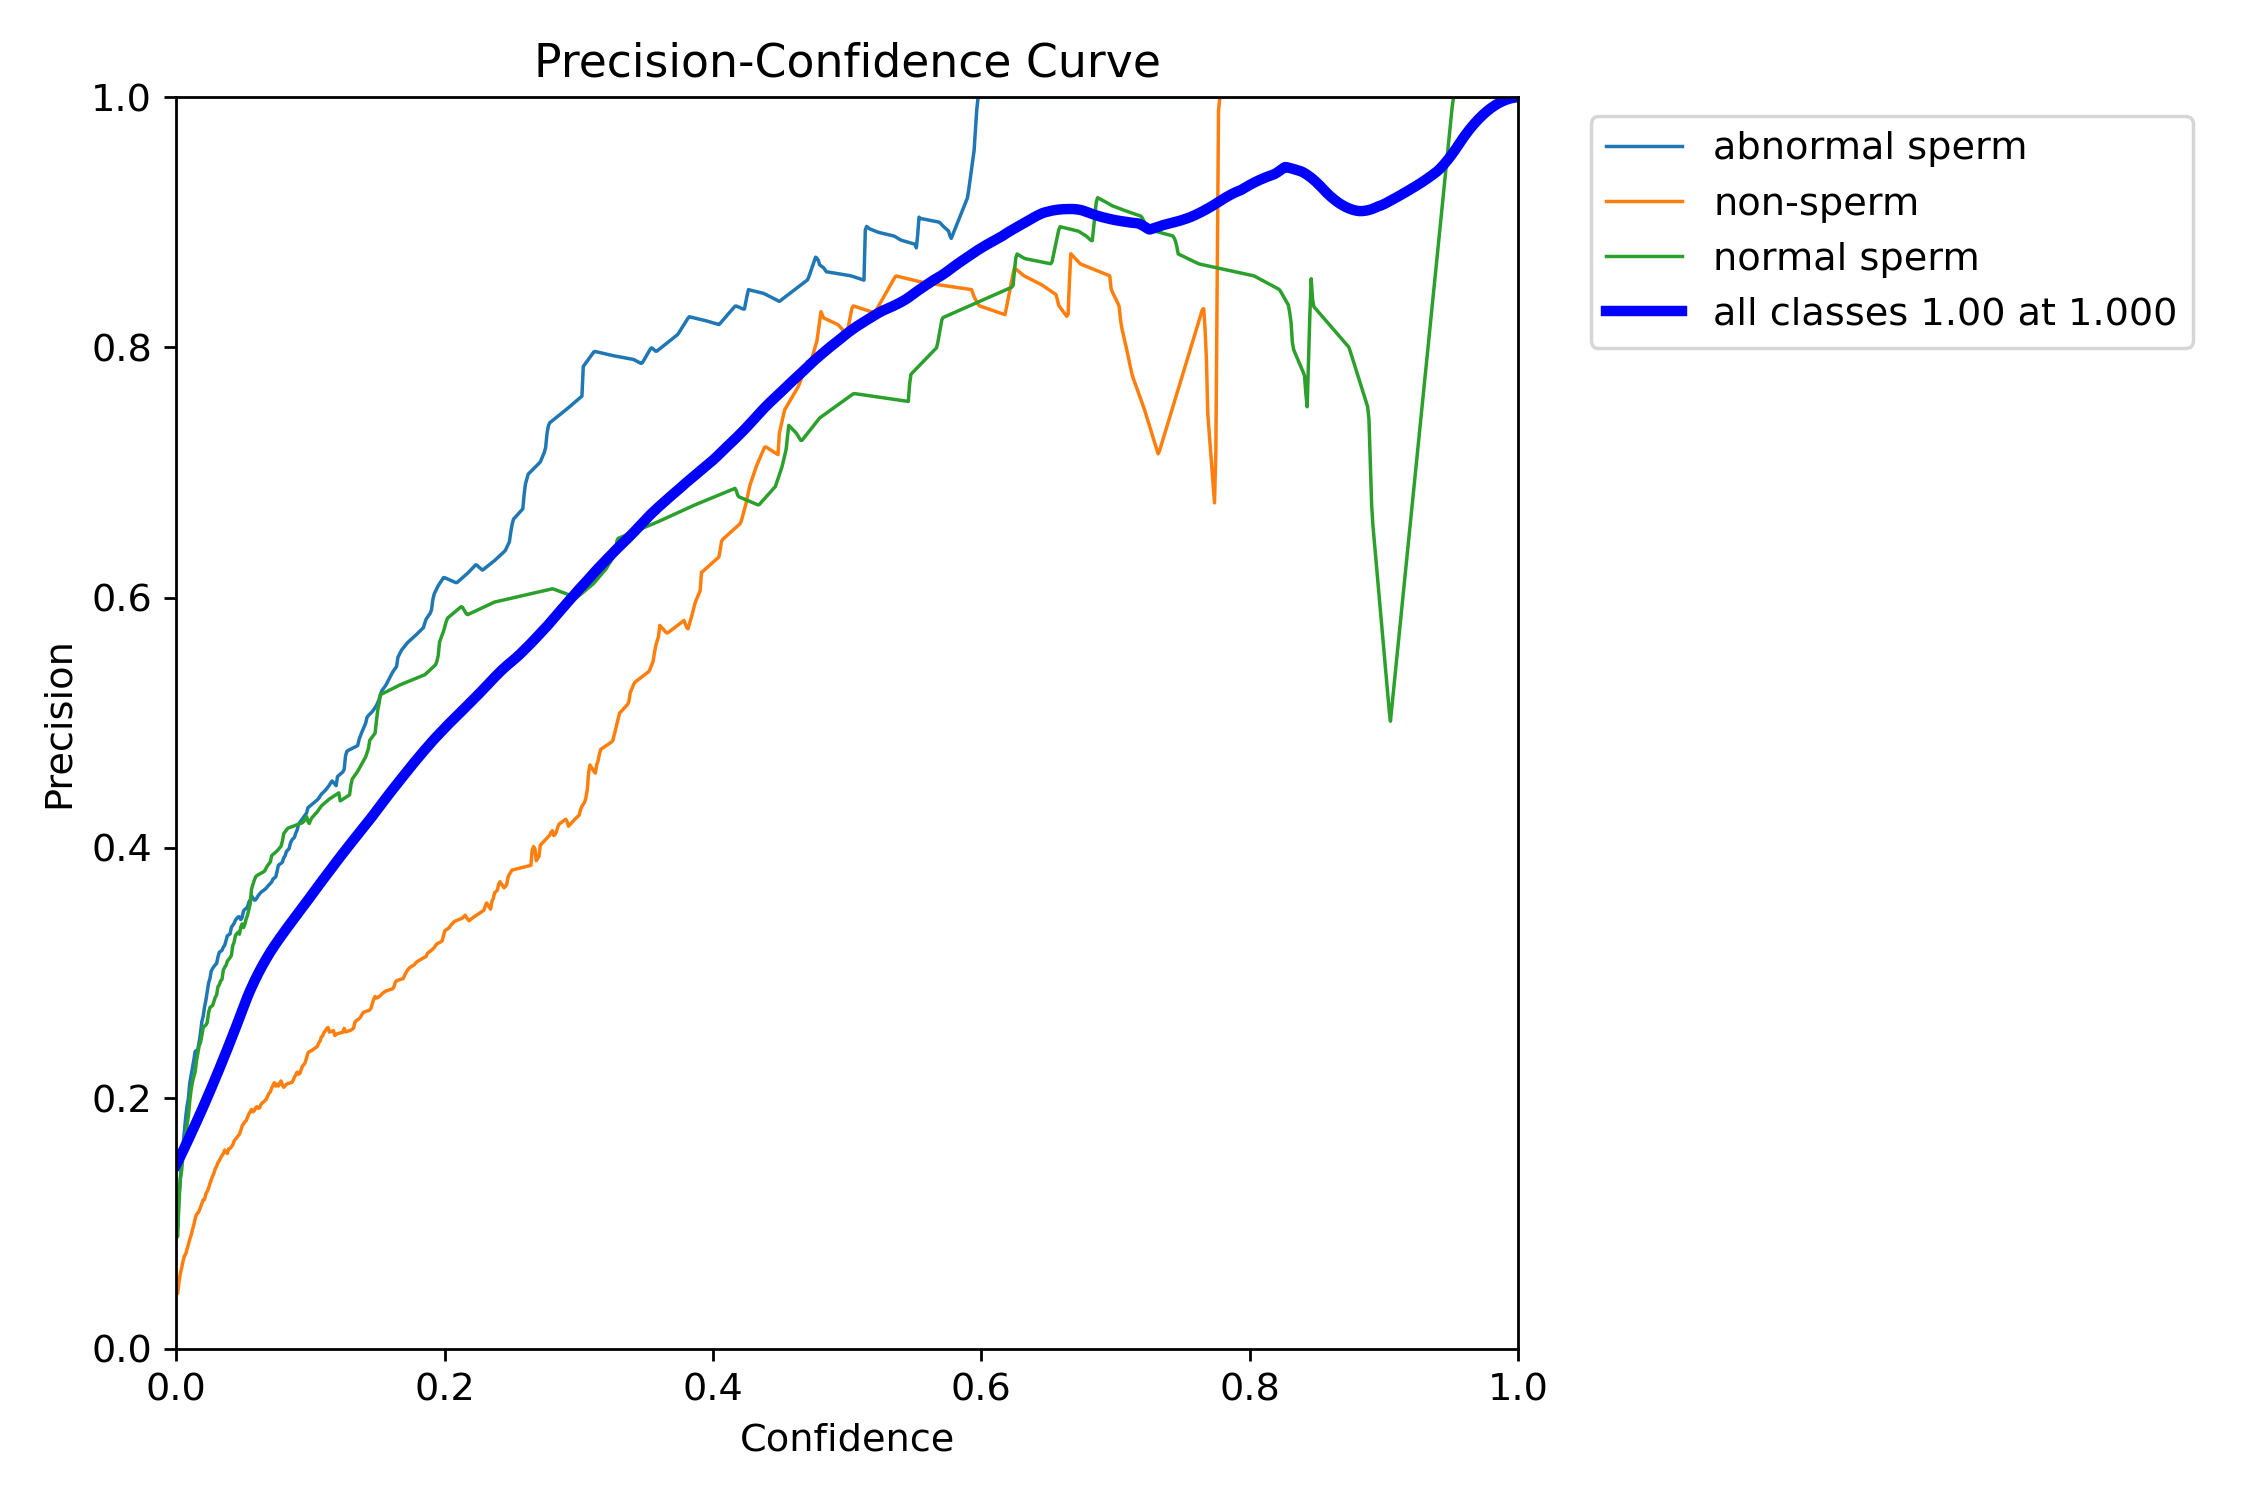 Precision-Confidence Curve
1.0
0.8
0.6
0.4
0.2
0.0
Precision
0.0 0.2 0.4 0.6 0.8 1.0
Confidence
abnormal sperm
non-sperm
normal sperm
all classes 1.00 at 1.000